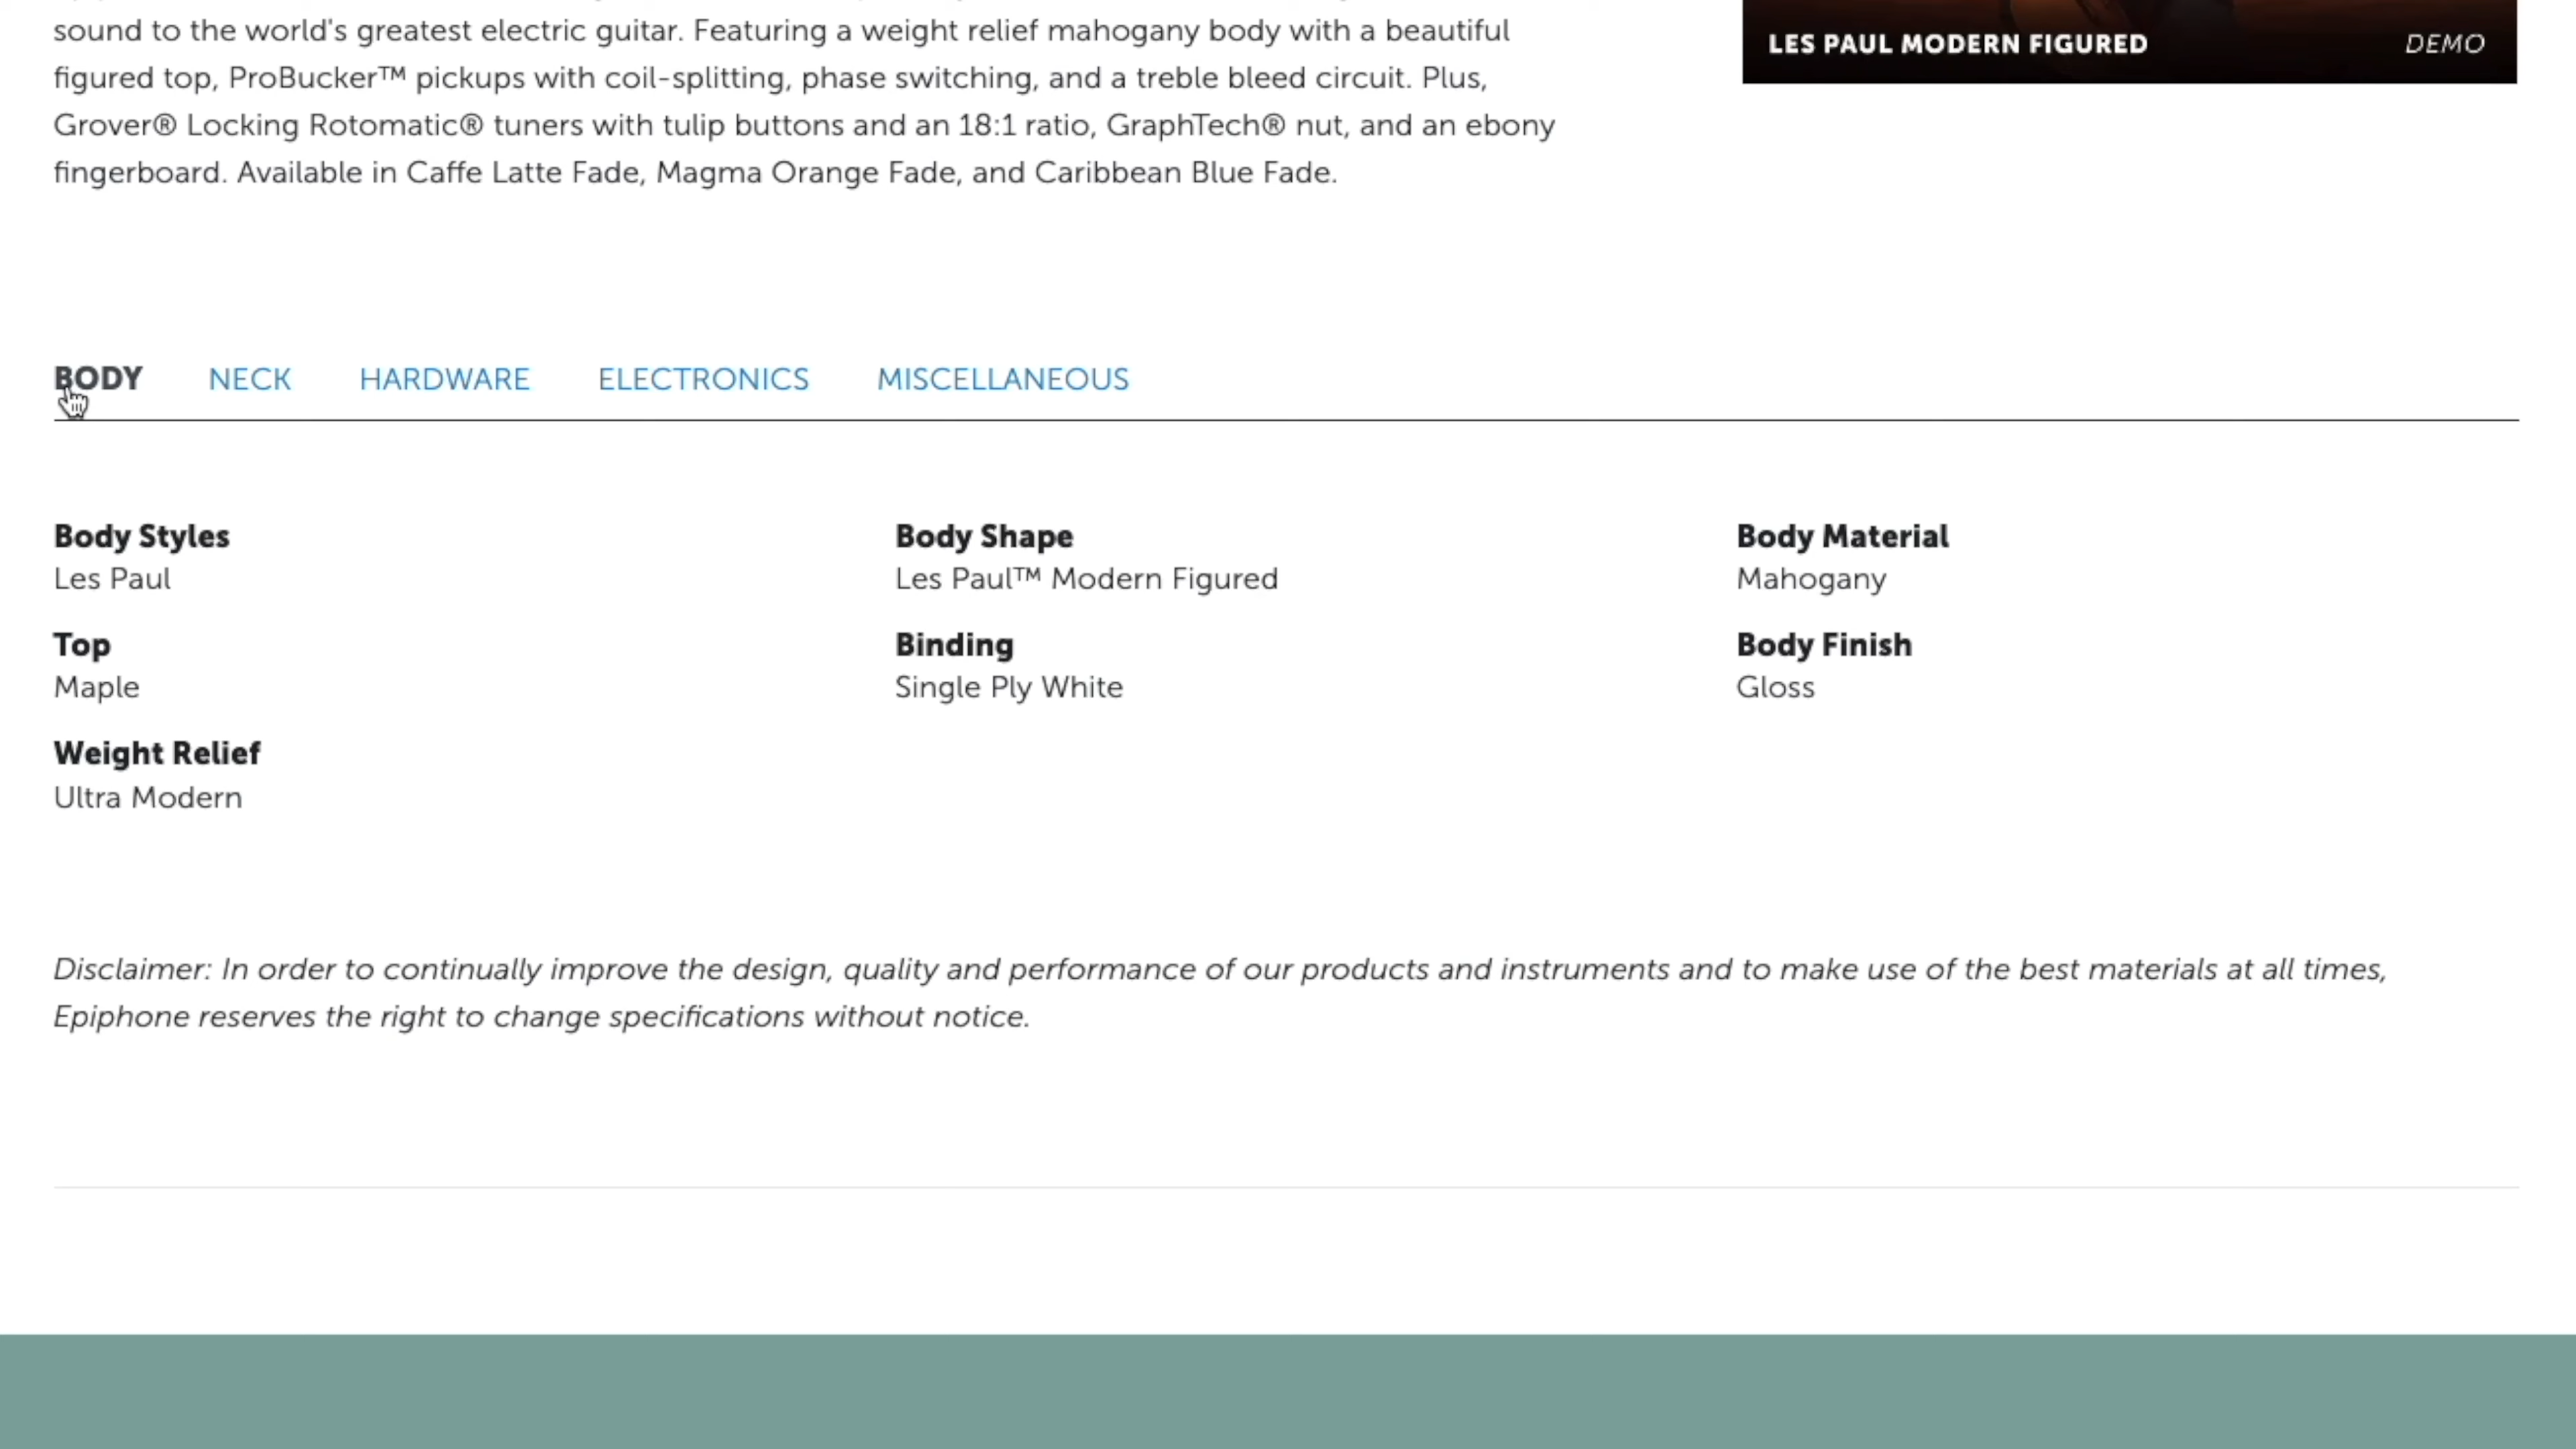 sound to the world's greatest electric guitar. Featuring a weight relief mahogany body with a beautiful
figured top, ProBucker™ pickups with coil-splitting, phase switching, and a treble bleed circuit. Plus,
Grover® Locking Rotomatic® tuners with tulip buttons and an 18:1 ratio, GraphTech® nut, and an ebony
fingerboard. Available in Caffe Latte Fade, Magma Orange Fade, and Caribbean Blue Fade.
LES PAUL MODERN FIGURED DEMO
BODY NECK HARDWARE ELECTRONICS MISCELLANEOUS
Body Styles Body Shape Body Material
Les Paul Les Paul™ Modern Figured Mahogany
Top Binding Body Finish
Maple Single Ply White Gloss
Weight Relief
Ultra Modern
Disclaimer: In order to continually improve the design, quality and performance of our products and instruments and to make use of the best materials at all times,
Epiphone reserves the right to change specifications without notice.